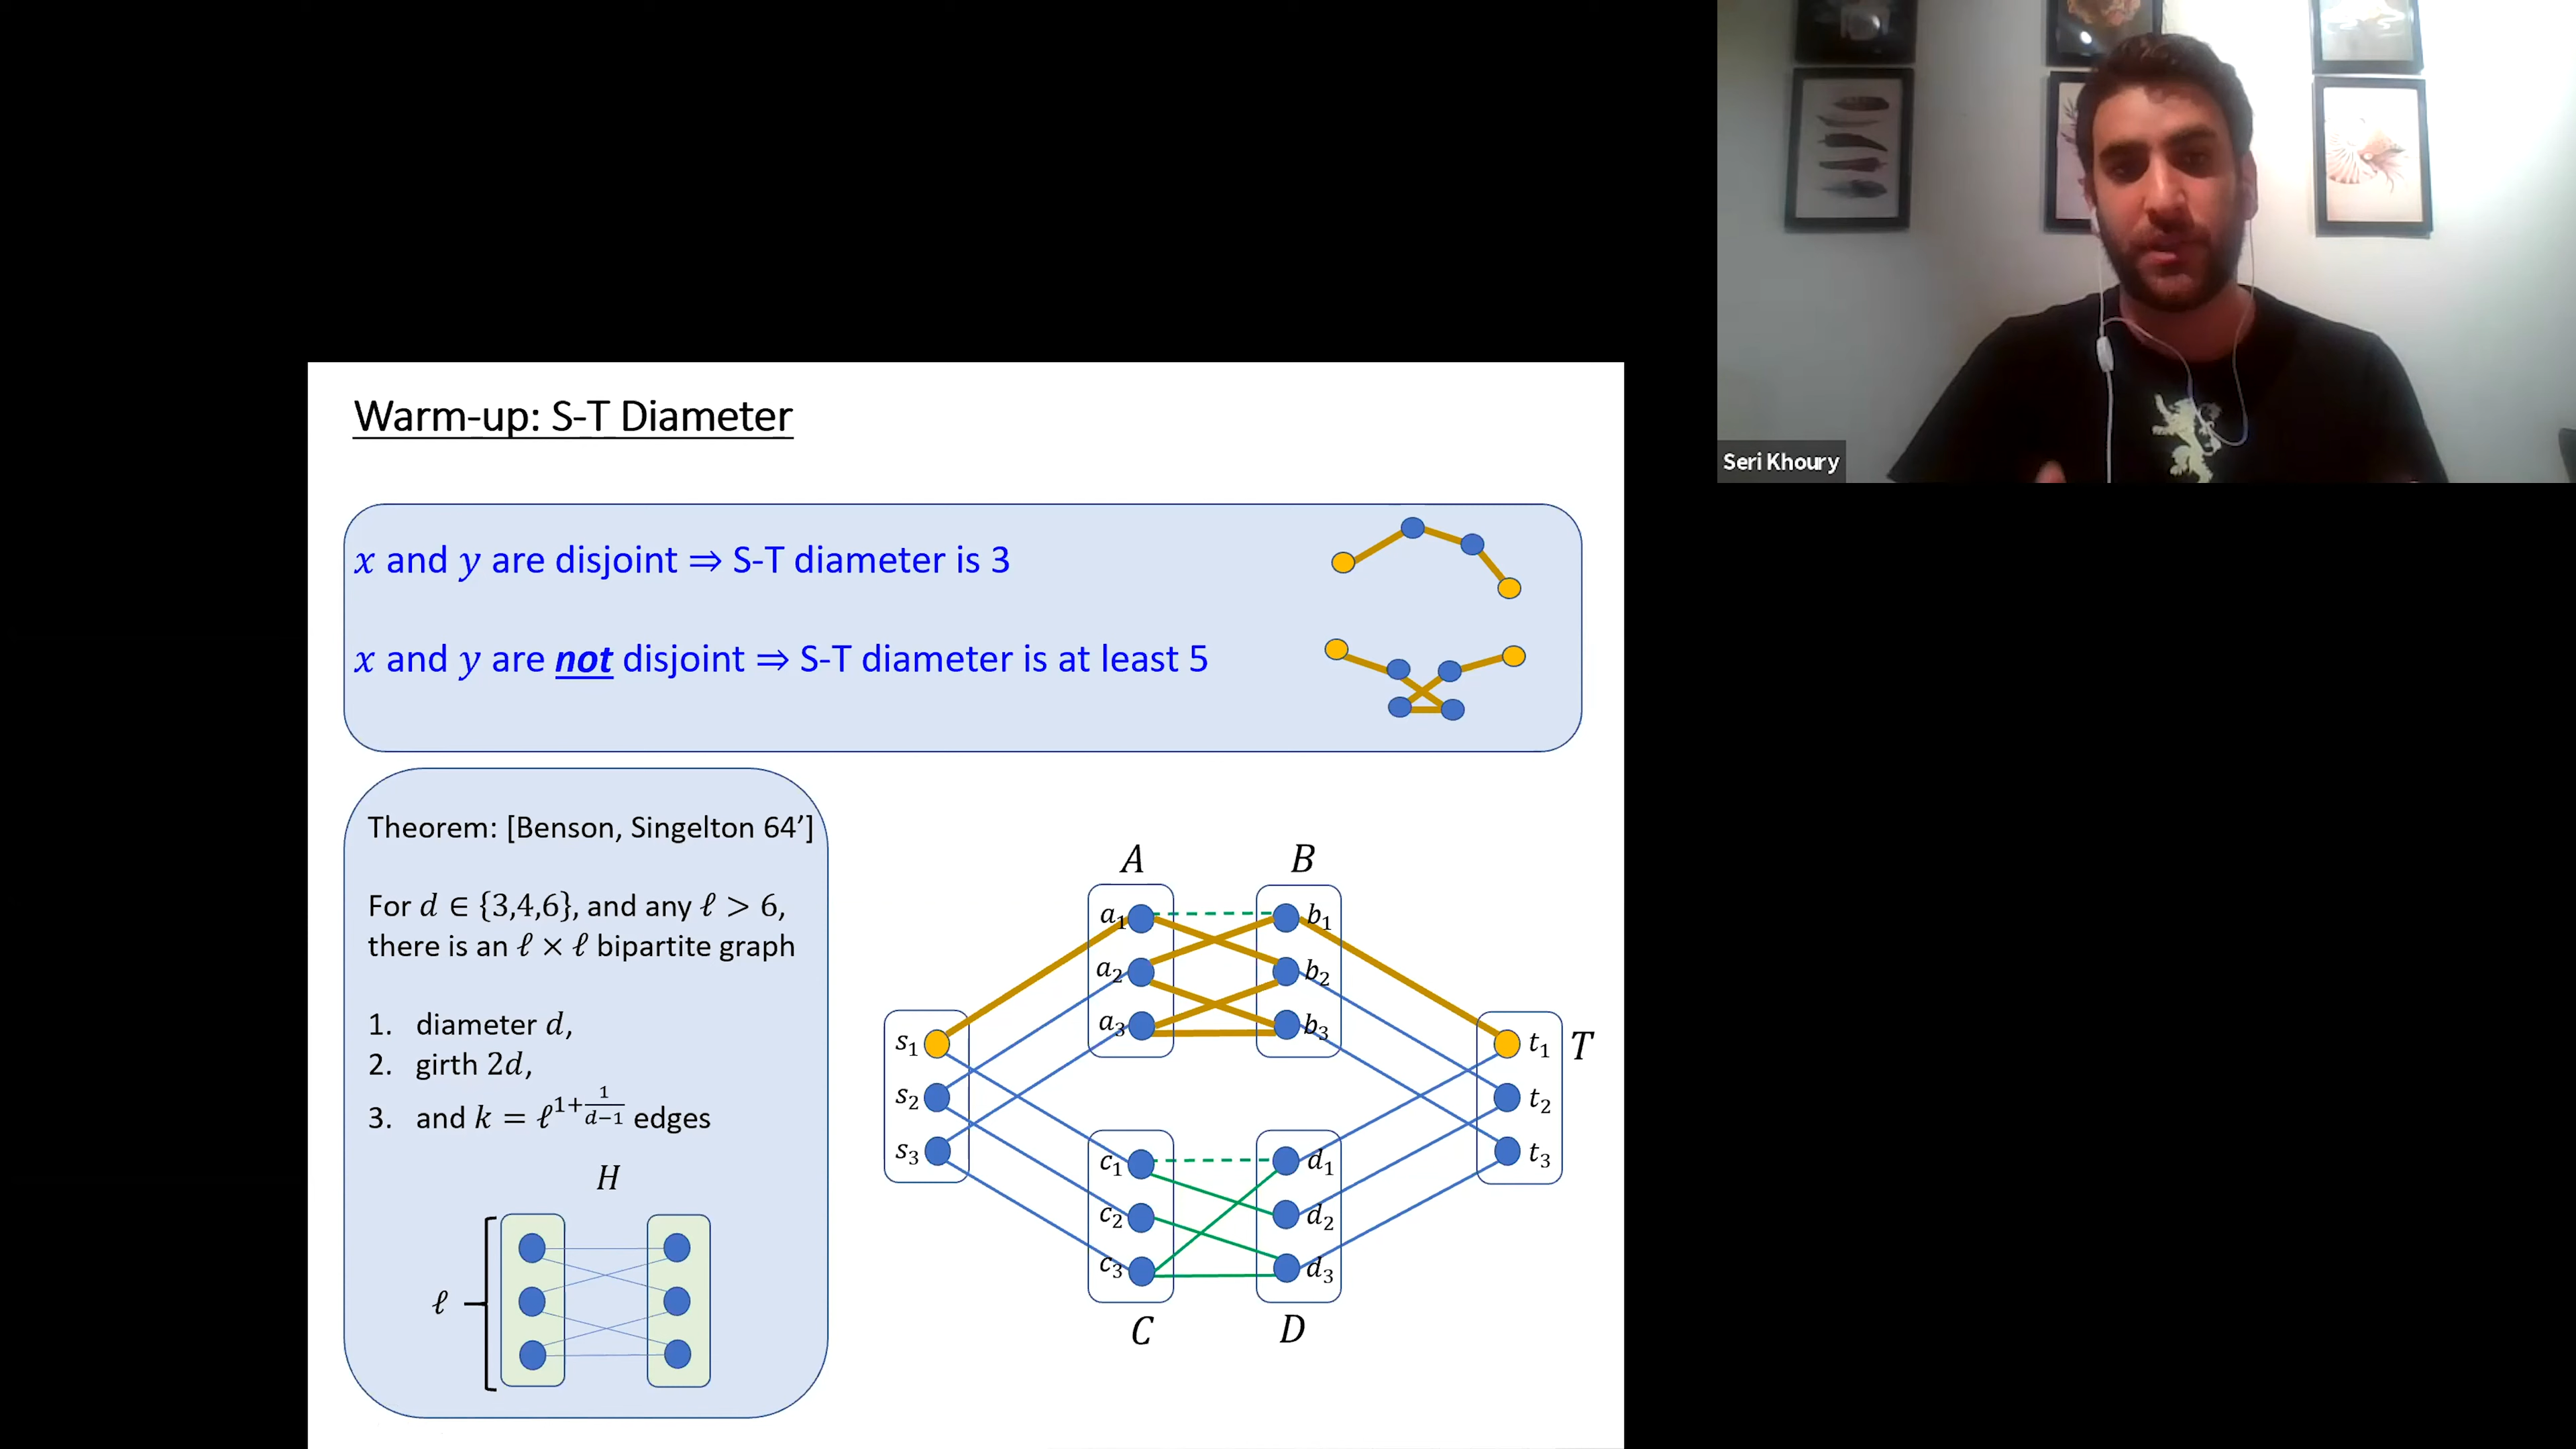 Seri Khoury
Warm-up: S-T Diameter
x and y are disjoint ⇒ S-T diameter is 3
x and y are not disjoint ⇒ S-T diameter is at least 5
Theorem: [Benson, Singelton 64’]
For d ∈ {3,4,6}, and any ℓ > 6,
there is an ℓ × ℓ bipartite graph
1. diameter d,
2. girth 2d,
3. and k = ℓ^{1+\frac{1}{d−1}} edges
H
ℓ
A B
a₁ b₁
a₂ b₂
a₃ b₃
s₁ t₁ T
s₂ t₂
s₃ t₃
c₁ d₁
c₂ d₂
c₃ d₃
C D